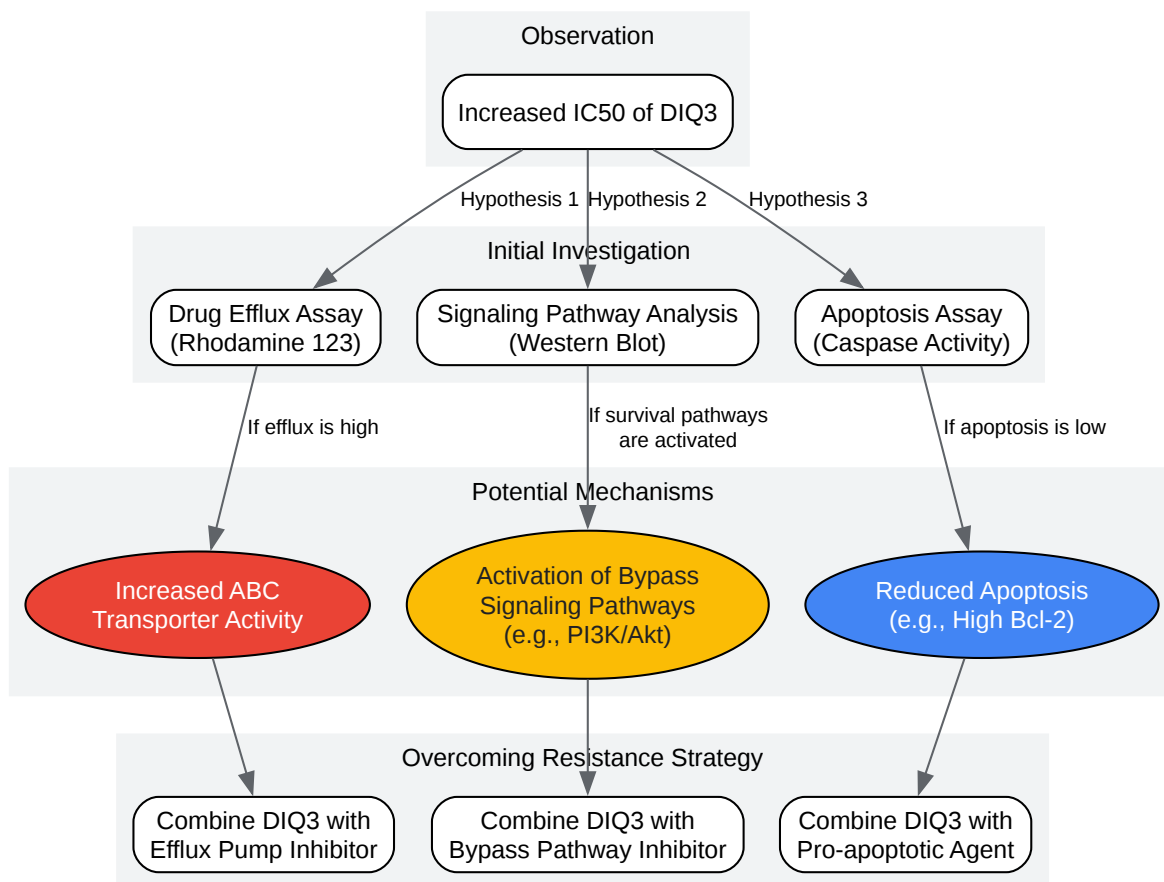 Observation
Increased IC50 of DIQ3
Hypothesis 1
Hypothesis 2
Hypothesis 3
Initial Investigation
Drug Efflux Assay
(Rhodamine 123)
Signaling Pathway Analysis
(Western Blot)
Apoptosis Assay
(Caspase Activity)
If efflux is high
If survival pathways
are activated
If apoptosis is low
Potential Mechanisms
Increased ABC
Transporter Activity
Activation of Bypass
Signaling Pathways
(e.g., PI3K/Akt)
Reduced Apoptosis
(e.g., High Bcl-2)
Overcoming Resistance Strategy
Combine DIQ3 with
Efflux Pump Inhibitor
Combine DIQ3 with
Bypass Pathway Inhibitor
Combine DIQ3 with
Pro-apoptotic Agent